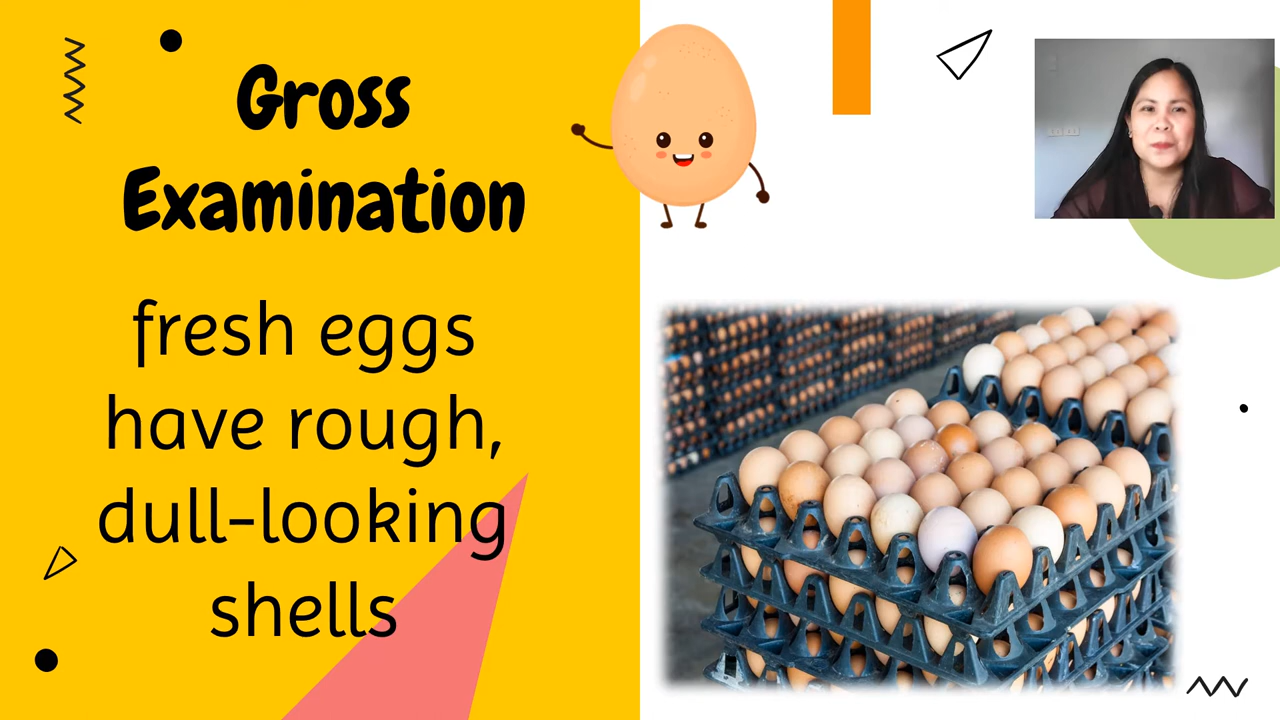 Gross
Examination
fresh eggs
have rough,
dull-looking
shells